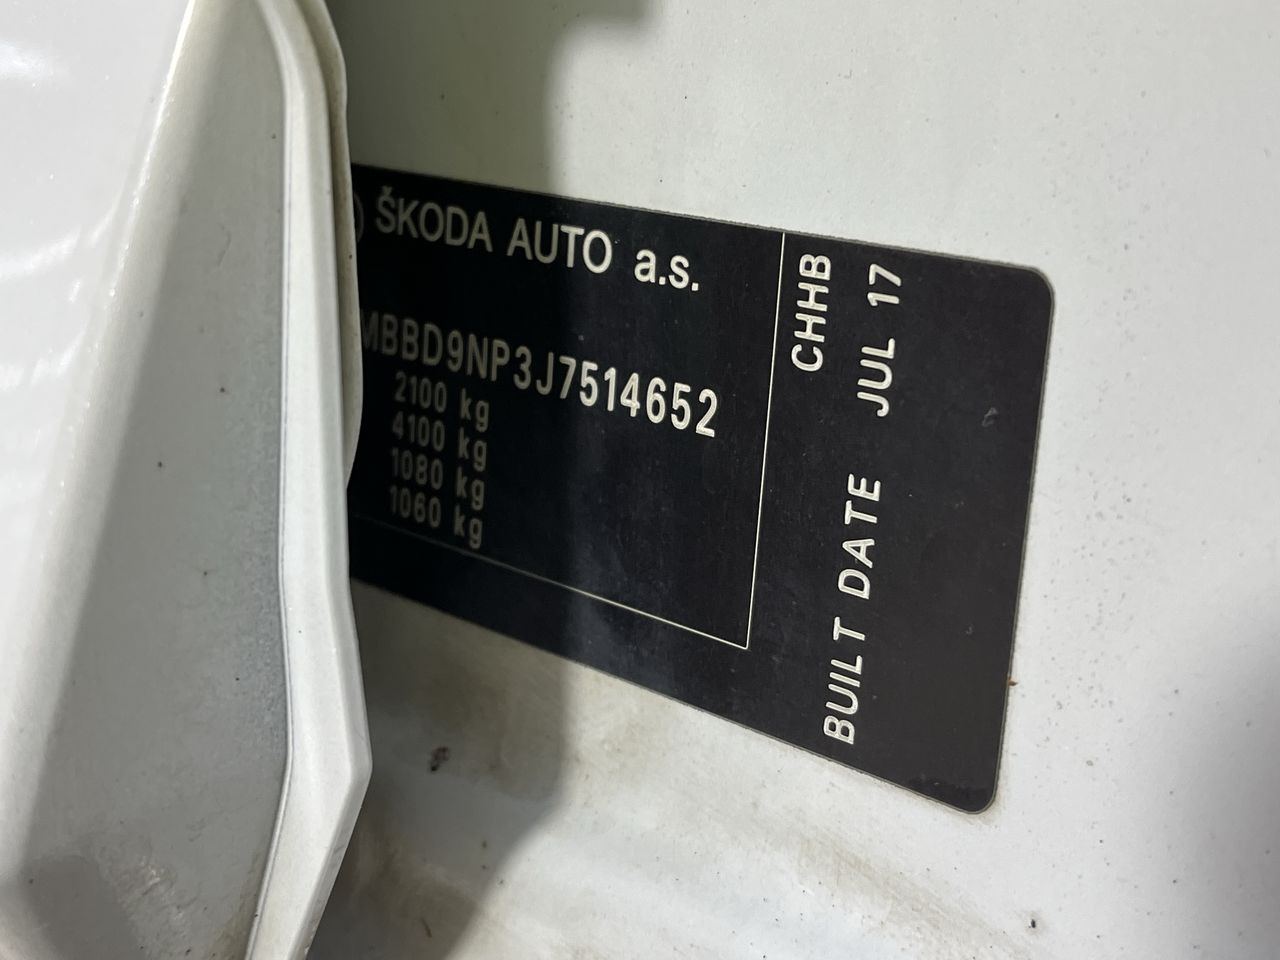 ŠKODA AUTO a.s.
MBBD9NP3J7514652
2100 kg
4100 kg
1080 kg
1060 kg
CHHB
BUILT DATE JUL 17